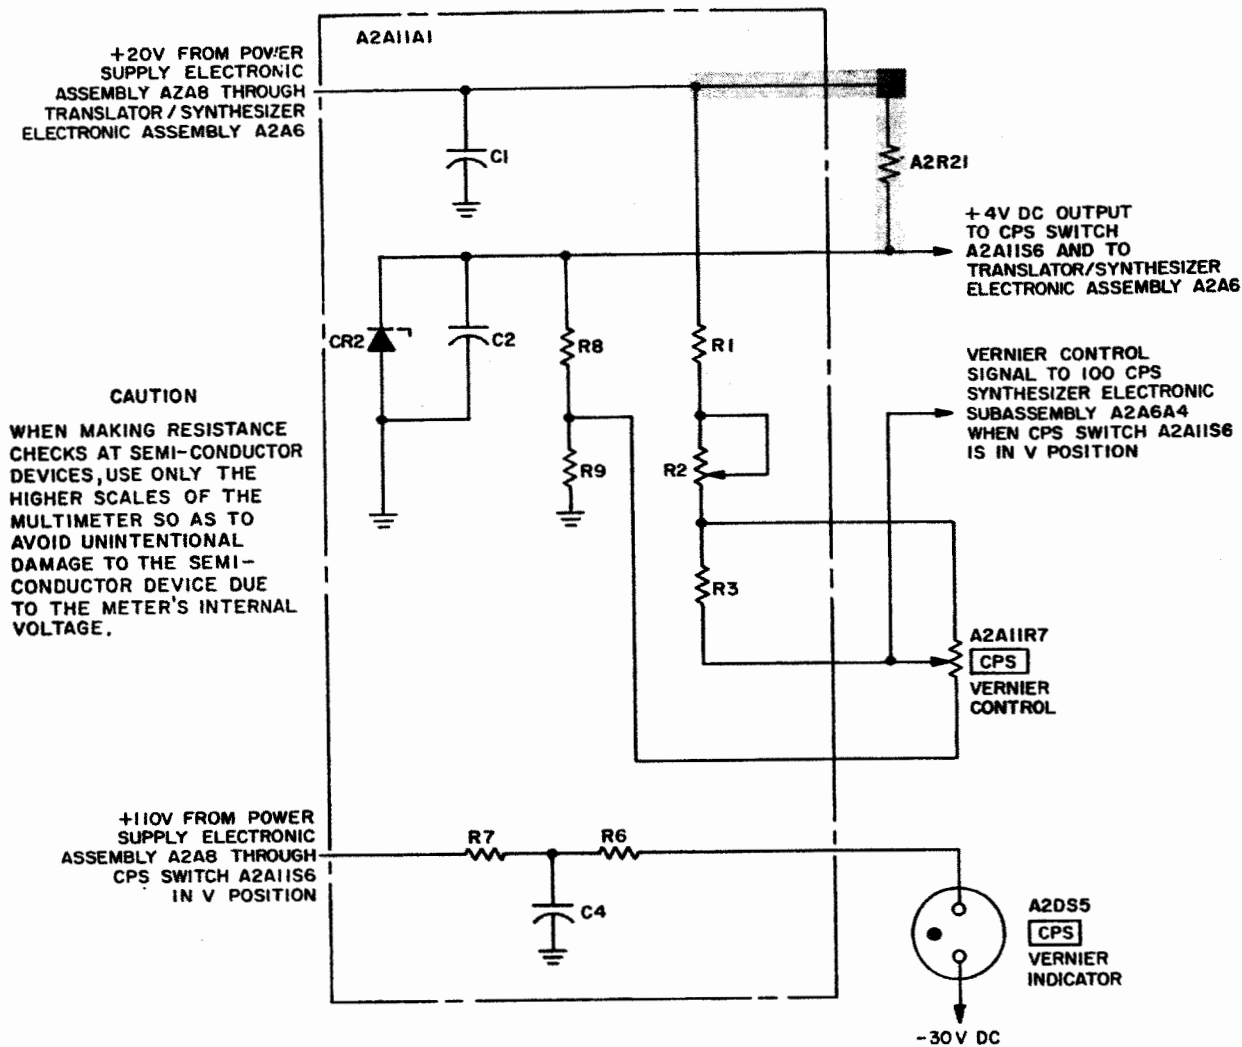 A2A11A1
+20V FROM POWER
SUPPLY ELECTRONIC
ASSEMBLY AZA8 THROUGH
TRANSLATOR/SYNTHESIZER
ELECTRONIC ASSEMBLY A2A6
C1
A2R21
+4V DC OUTPUT
TO CPS SWITCH
A2A11S6 AND TO
TRANSLATOR/SYNTHESIZER
ELECTRONIC ASSEMBLY A2A6
CR2
C2
R8
R1
VERNIER CONTROL
SIGNAL TO 100 CPS
SYNTHESIZER ELECTRONIC
SUBASSEMBLY A2A6A4
WHEN CPS SWITCH A2A11S6
IS IN V POSITION
CAUTION
WHEN MAKING RESISTANCE
CHECKS AT SEMI-CONDUCTOR
DEVICES, USE ONLY THE
HIGHER SCALES OF THE
MULTIMETER SO AS TO
AVOID UNINTENTIONAL
DAMAGE TO THE SEMI-
CONDUCTOR DEVICE DUE
TO THE METER'S INTERNAL
VOLTAGE.
R9
R2
R3
A2A11R7
CPS
VERNIER
CONTROL
+110V FROM POWER
SUPPLY ELECTRONIC
ASSEMBLY A2A8 THROUGH
CPS SWITCH A2A11S6
IN V POSITION
R7
R6
C4
A2DS5
CPS
VERNIER
INDICATOR
-30V DC